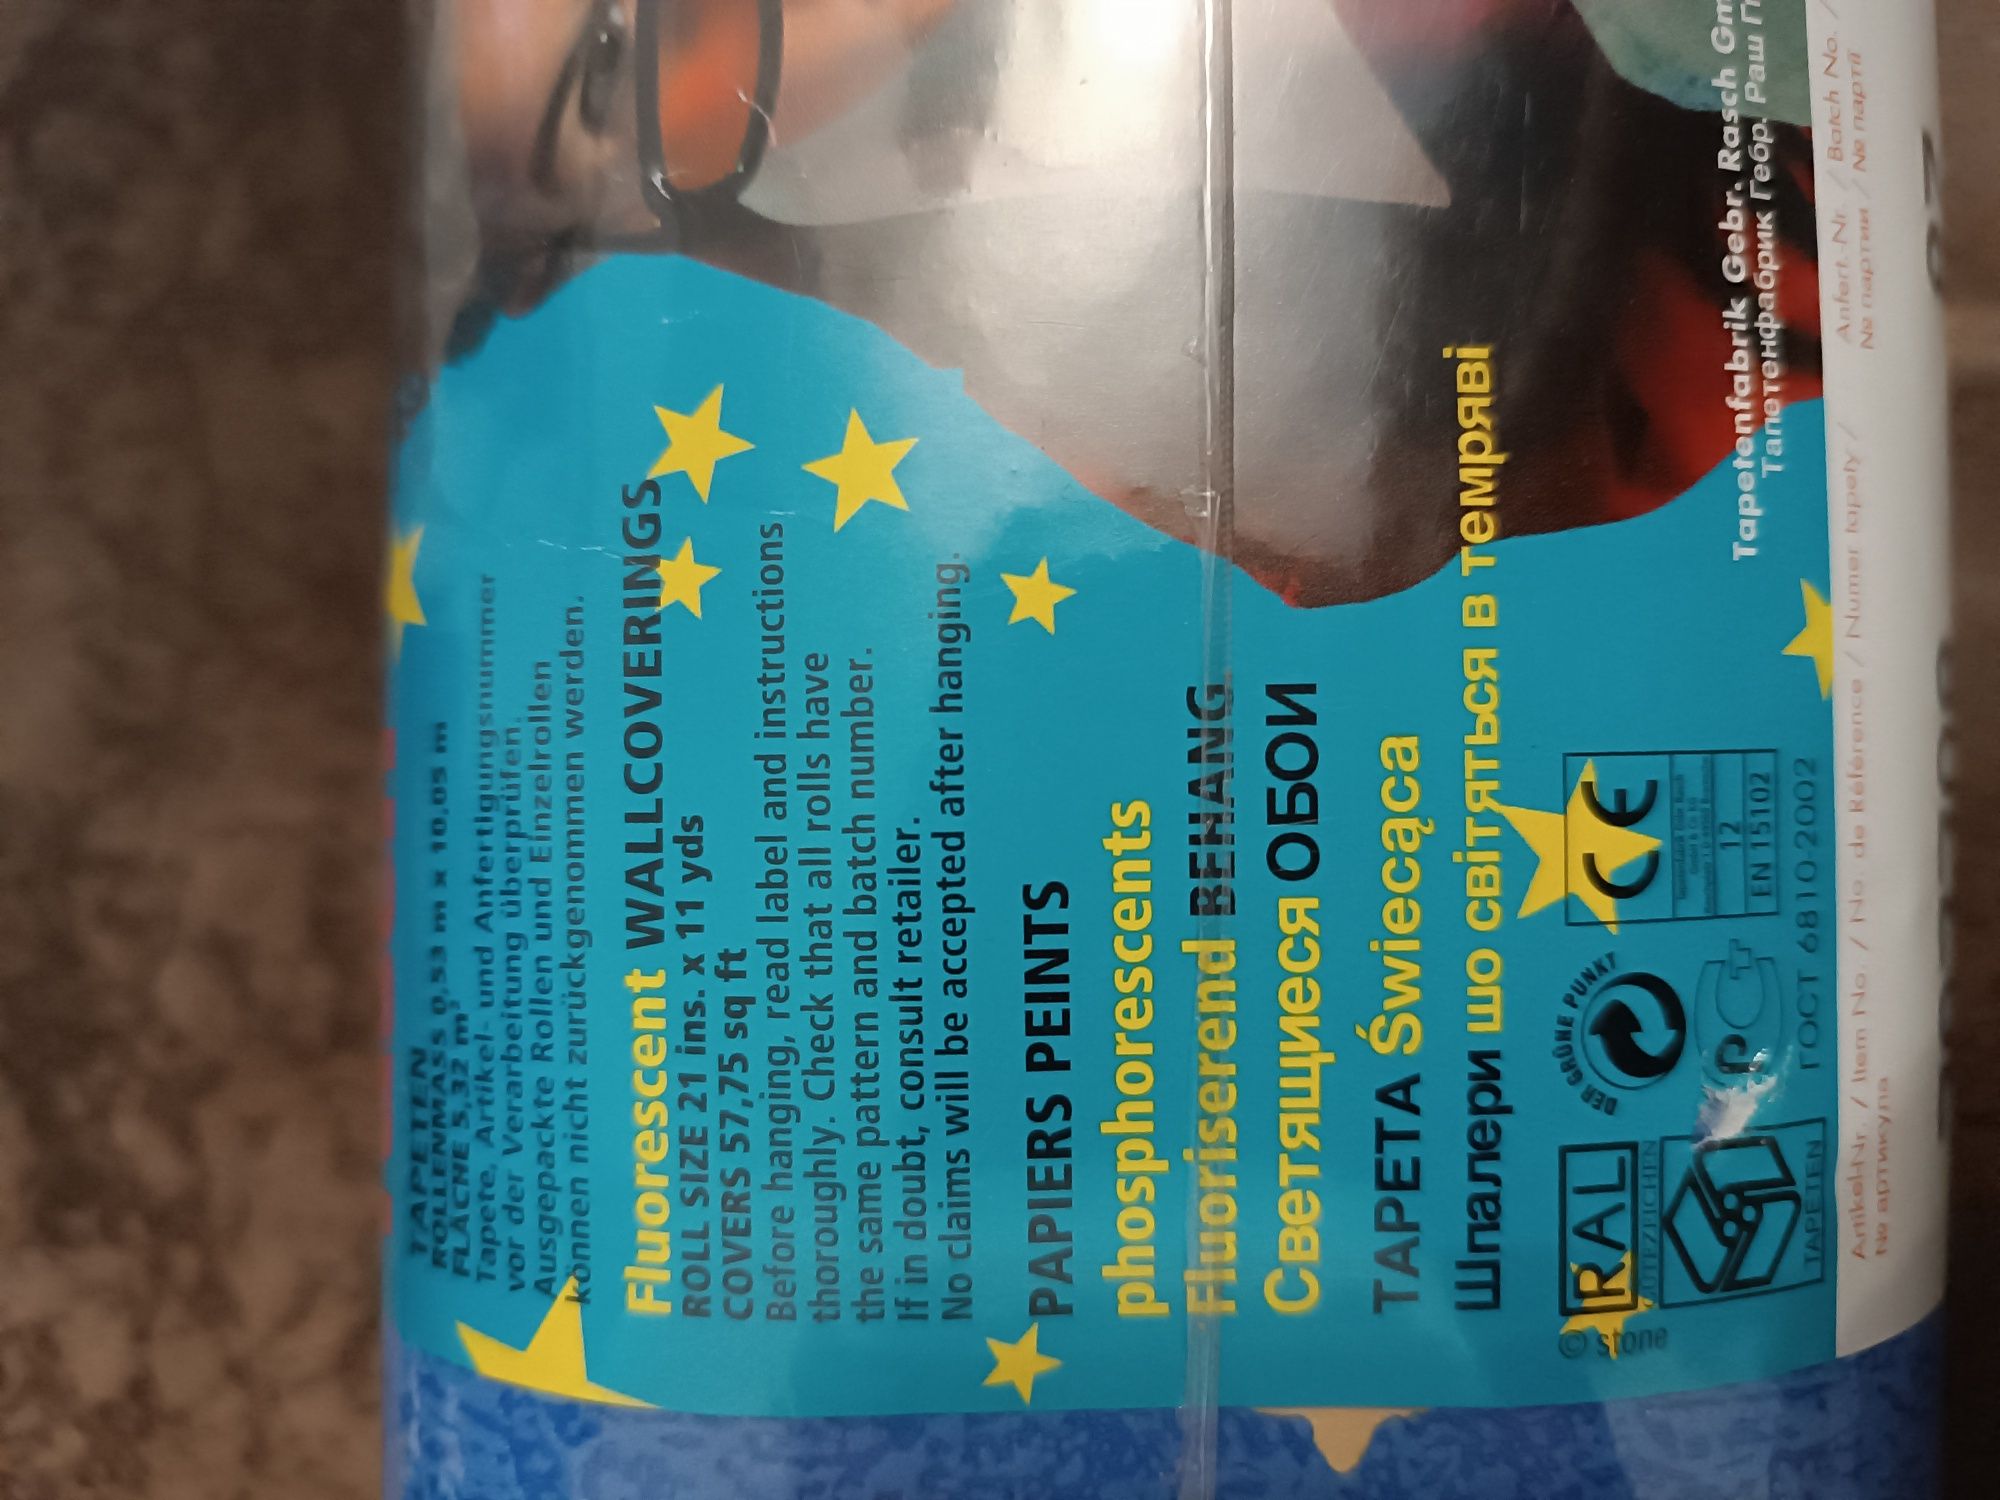 TAPETEN
ROLLENMASS 0,53 m x 10,05 m
FLÄCHE 5,32 m²
Tapete, Artikel- und Anfertigungsnummer
vor der Verarbeitung überprüfen.
Ausgepackte Rollen und Einzelrollen
können nicht zurückgenommen werden.
Fluorescent WALLCOVERINGS
ROLL SIZE 21 ins. x 11 yds
COVERS 57,75 sq ft
Before hanging, read label and instructions
thoroughly. Check that all rolls have
the same pattern and batch number.
If in doubt, consult retailer.
No claims will be accepted after hanging.
PAPIERS PEINTS
phosphorescents
Fluoriserend BEHANG
Светящиеся ОБОИ
TAPETA Świecąca
Шпалери шо світяться в темряві
RAL
GÜTEZEICHEN
TAPETEN
DER GRÜNE PUNKT
CE
12
EN 15102
РСТ
ГОСТ 6810-2002
© stone
Tapetenfabrik Gebr. Rasch Gm
Тапетенфабрик Гебр. Раш
Artikel-Nr. / Item No. / No. de Référence / Numer tapety / Anfert.-Nr. / Batch No. /
№ артикула № партии / № партії